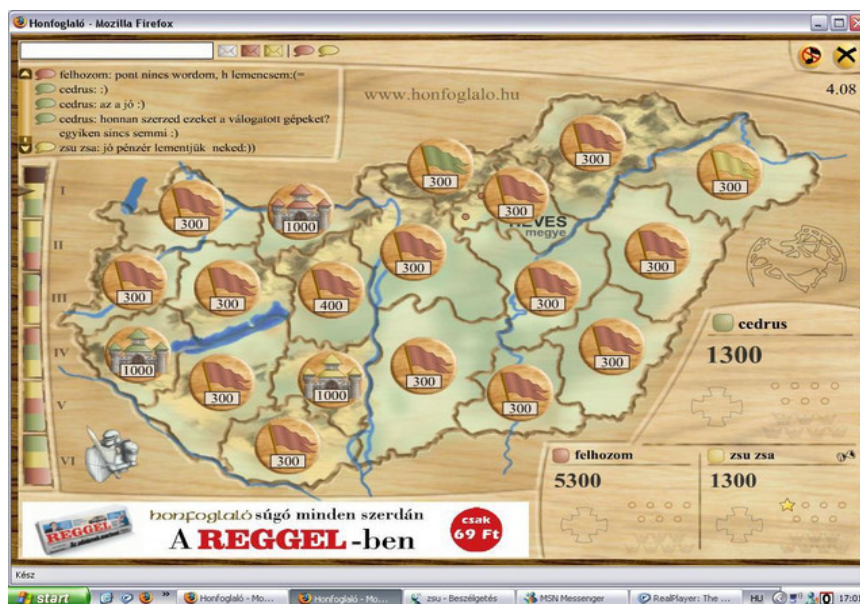 Honfoglaló - Mozilla Firefox
4.08
felhozom: pont nincs wordom, h lemencsem:(=
cedrus: :)
cedrus: az a jó :)
cedrus: honnan szerzed ezeket a válogatott gépeket?
egyiken sincs semmi :)
zsu zsa: jó pénzér lementjük neked:))
www.honfoglalo.hu
300
300
300
300
300
1000
I
HEVES
megye
300
300
II
300
300
400
300
III
1000
IV
300
1000
300
300
300
V
300
VI
cedrus
1300
felhozom
5300
zsu zsa
1300
honfoglaló súgó minden szerdán
A REGGEL -ben
csak
69 Ft
REGGEL
Kész
start
Honfoglaló - Mo...
Honfoglaló - Mo...
zsu - Beszélgetés
MSN Messenger
RealPlayer: The ...
HU
17:01